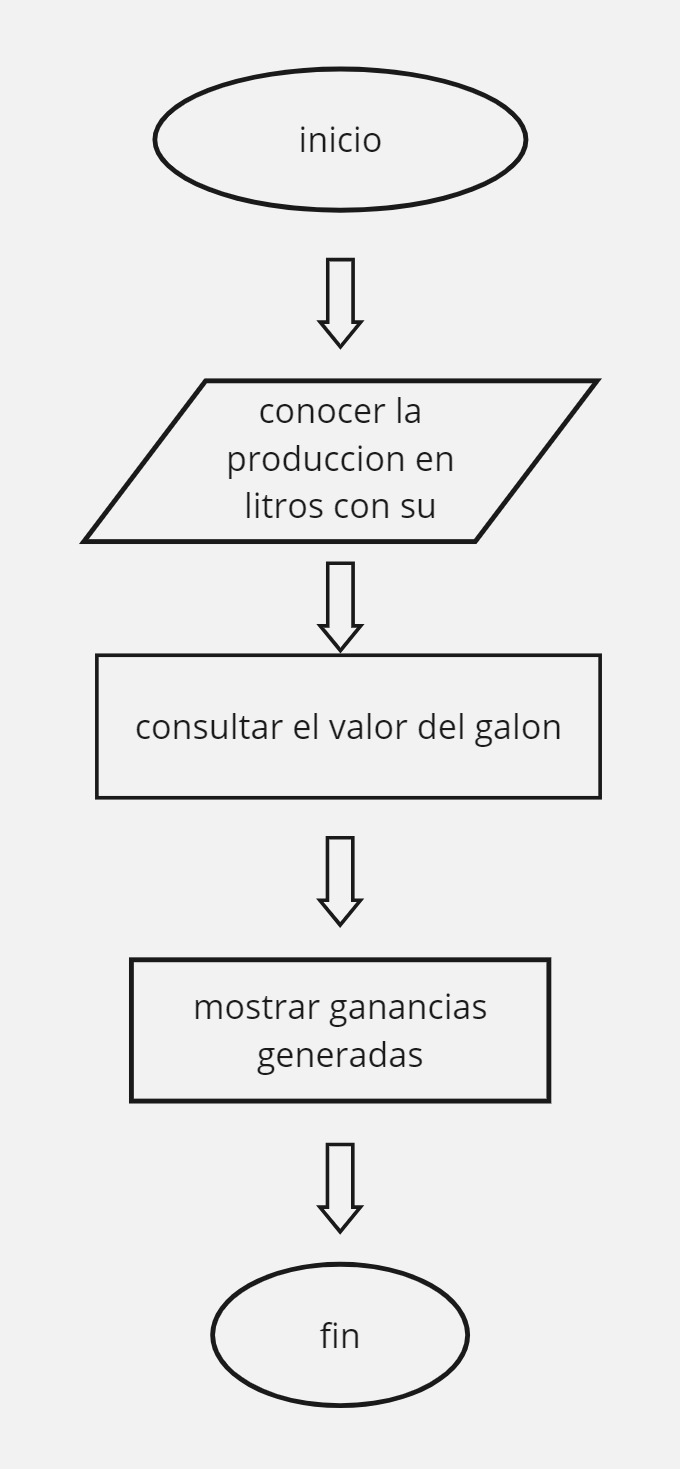 inicio
conocer la
produccion en
litros con su
consultar el valor del galon
mostrar ganancias
generadas
fin